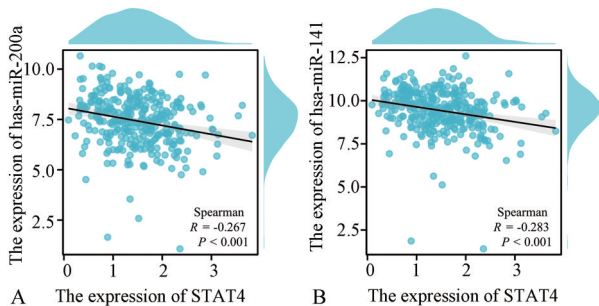 The expression of has-miR-200a
10.0
7.5
5.0
2.5
0
1
2
3
Spearman
R = -0.267
P < 0.001
A
The expression of STAT4
The expression of hsa-miR-141
12.5
10.0
7.5
5.0
2.5
0
1
2
3
Spearman
R = -0.283
P < 0.001
B
The expression of STAT4